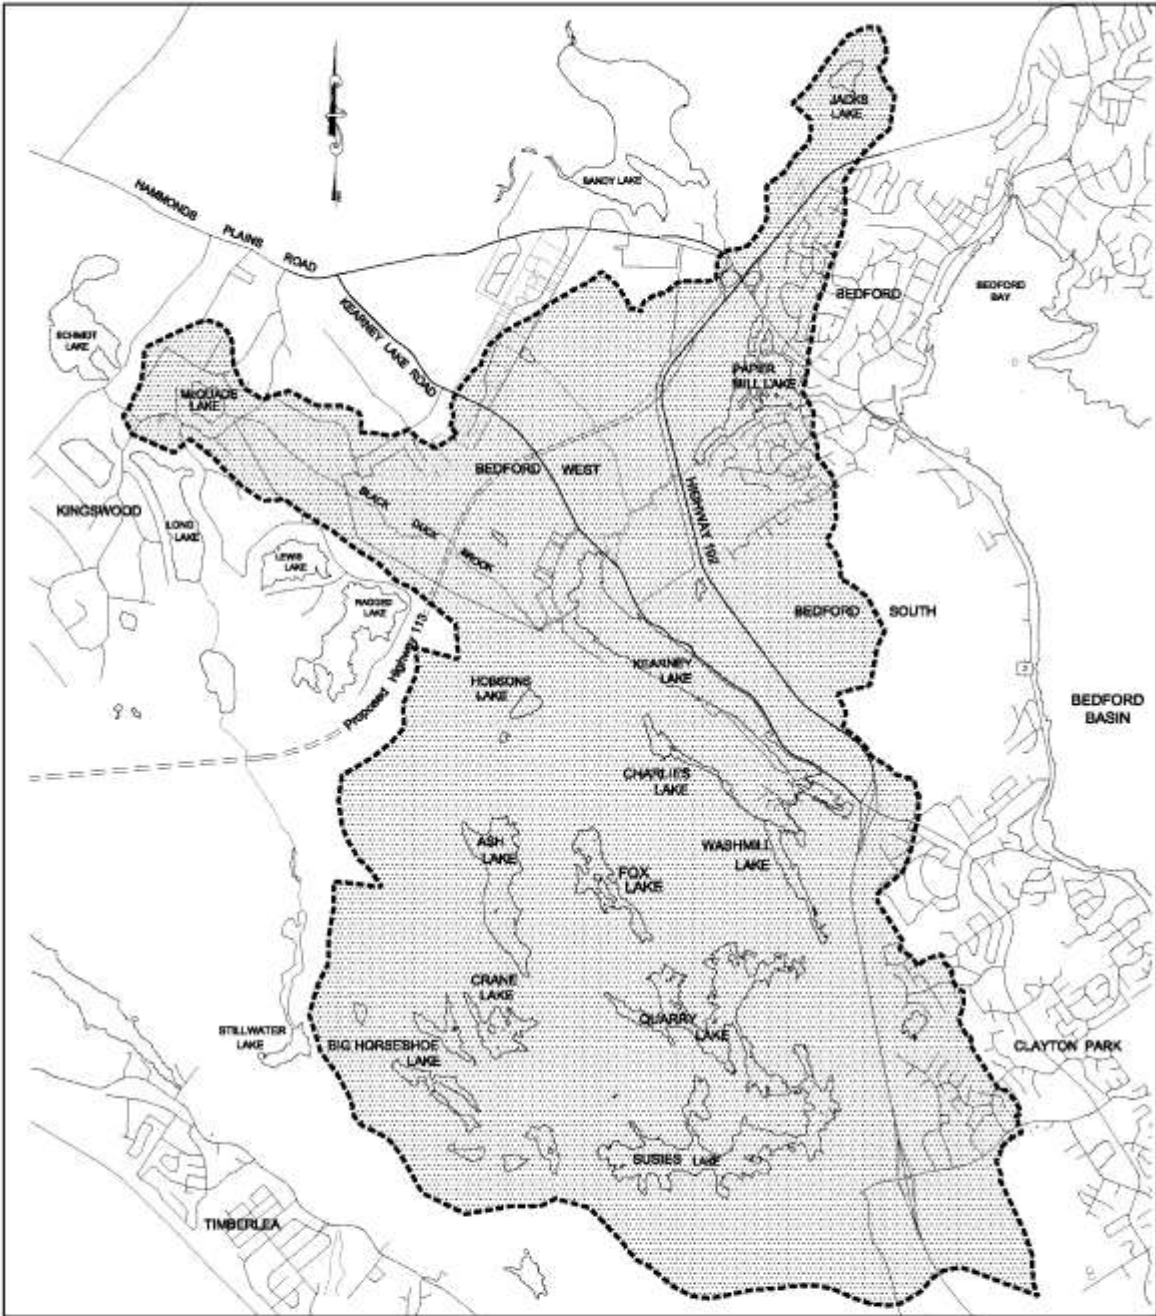 JACKS
LAKE
SANDY LAKE
HAMMONDS
PLAINS
ROAD
KEARNEY LAKE ROAD
BEDFORD
BEDFORD
BAY
SCHMIDT
LAKE
McQUADE
LAKE
PAPER
MILL LAKE
BEDFORD WEST
HIGHWAY 102
BLACK
DUCK
BROOK
KINGSWOOD
LONG
LAKE
LEWIS
LAKE
RAGGED
LAKE
Proposed Highway 113
BEDFORD SOUTH
KEARNEY
LAKE
HOBSONS
LAKE
BEDFORD
BASIN
CHARLIES
LAKE
ASH
LAKE
FOX
LAKE
WASHMILL
LAKE
CRANE
LAKE
QUARRY
LAKE
STILLWATER
LAKE
BIG HORSESHOE
LAKE
CLAYTON PARK
SUSIES LAKE
TIMBERLEA